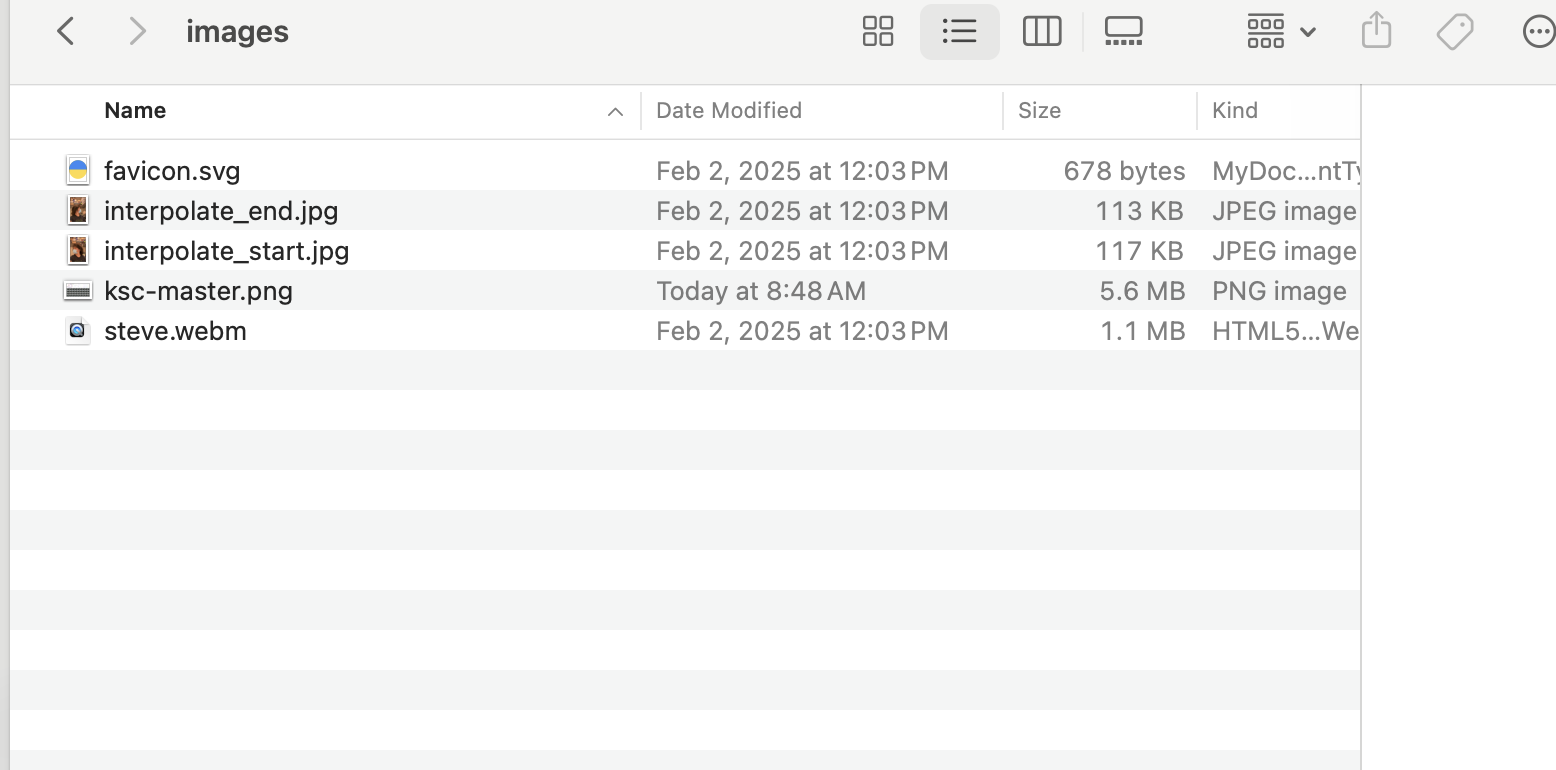 images
Name Date Modified Size Kind
favicon.svg Feb 2, 2025 at 12:03 PM 678 bytes MyDoc...ntTy
interpolate_end.jpg Feb 2, 2025 at 12:03 PM 113 KB JPEG image
interpolate_start.jpg Feb 2, 2025 at 12:03 PM 117 KB JPEG image
ksc-master.png Today at 8:48 AM 5.6 MB PNG image
steve.webm Feb 2, 2025 at 12:03 PM 1.1 MB HTML5...We